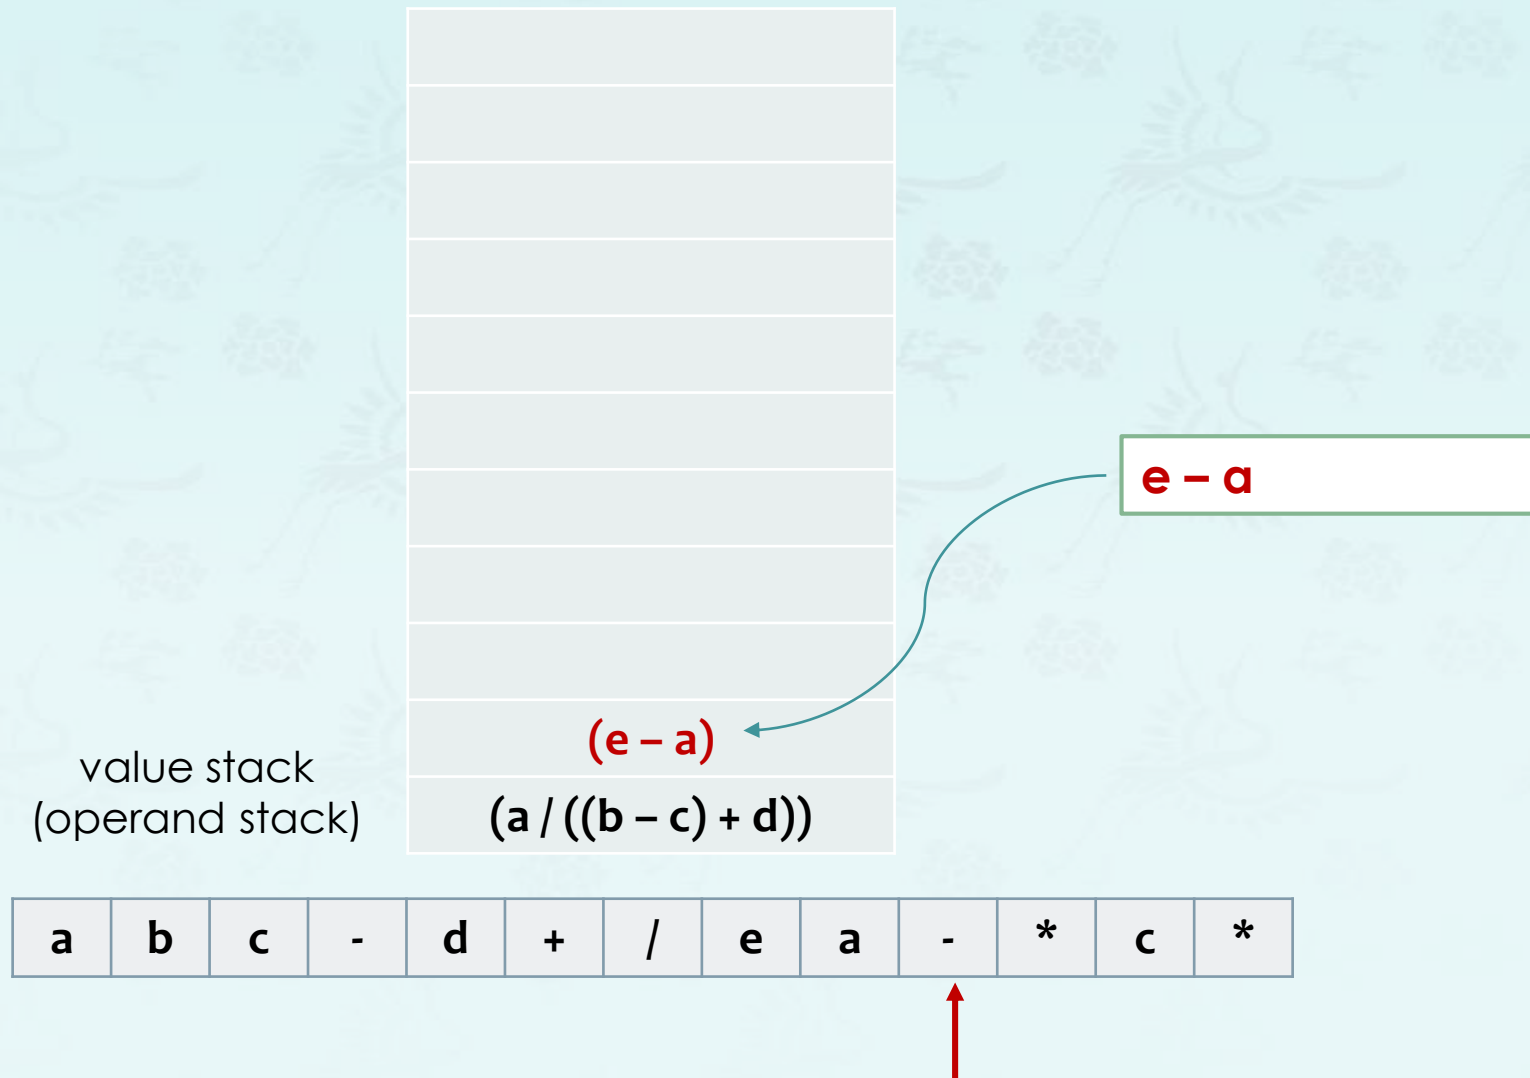 e – a
(e – a)
value stack
(operand stack)
(a / ((b – c) + d))
a b c - d + / e a - * c *